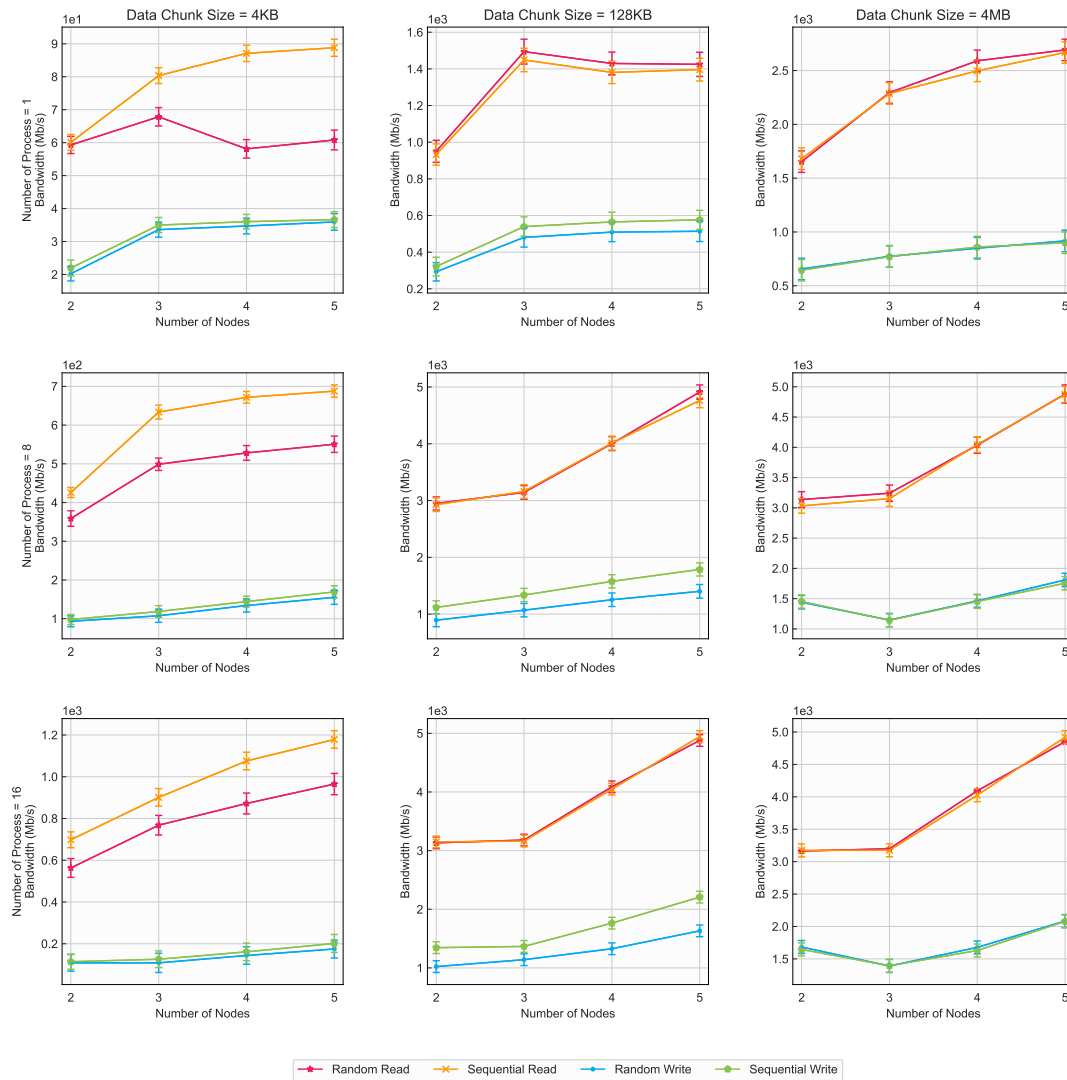 Data Chunk Size = 4KB
Data Chunk Size = 128KB
Data Chunk Size = 4MB
1e1
1e3
1e3
Number of Process = 1
Bandwidth (Mb/s)
9
8
7
6
5
4
3
2
2 3 4 5
Number of Nodes
Bandwidth (Mb/s)
1.6
1.4
1.2
1.0
0.8
0.6
0.4
0.2
2 3 4 5
Number of Nodes
Bandwidth (Mb/s)
2.5
2.0
1.5
1.0
0.5
2 3 4 5
Number of Nodes
1e2
1e3
1e3
Number of Process = 8
Bandwidth (Mb/s)
7
6
5
4
3
2
1
2 3 4 5
Number of Nodes
Bandwidth (Mb/s)
5
4
3
2
1
2 3 4 5
Number of Nodes
Bandwidth (Mb/s)
5.0
4.5
4.0
3.5
3.0
2.5
2.0
1.5
1.0
2 3 4 5
Number of Nodes
1e3
1e3
1e3
Number of Process = 16
Bandwidth (Mb/s)
1.2
1.0
0.8
0.6
0.4
0.2
2 3 4 5
Number of Nodes
Bandwidth (Mb/s)
5
4
3
2
1
2 3 4 5
Number of Nodes
Bandwidth (Mb/s)
5.0
4.5
4.0
3.5
3.0
2.5
2.0
1.5
2 3 4 5
Number of Nodes
Random Read Sequential Read Random Write Sequential Write